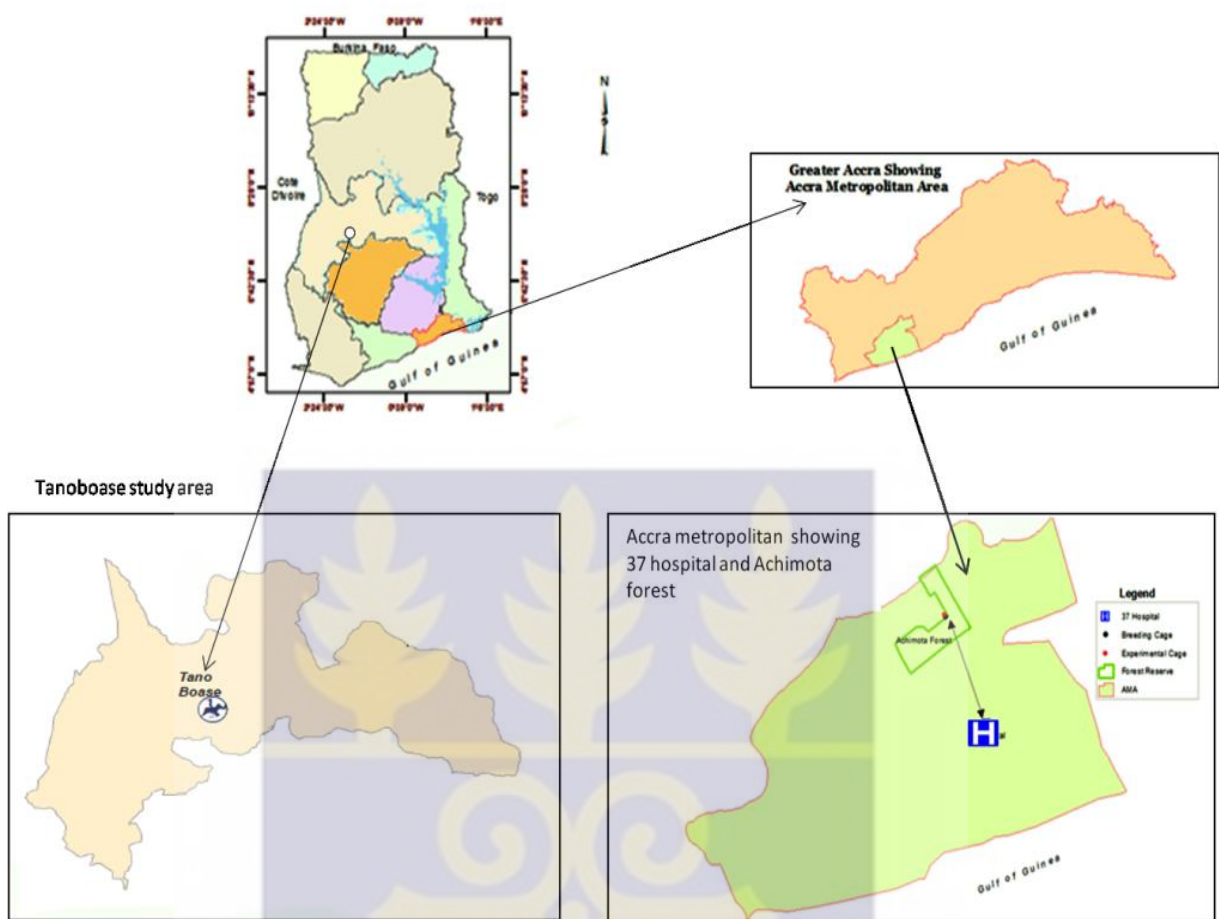 Burkina Faso
N
Cote
D'Ivoire
Togo
Gulf of Guinea
Greater Accra Showing
Accra Metropolitan Area
Gulf of Guinea
Tanoboase study area
Tano
Boase
Accra metropolitan showing
37 hospital and Achimota
forest
Achimota Forest
H
Legend
H 37 Hospital
Breeding Cage
Experimental Cage
Forest Reserve
AMA
Gulf of Guinea